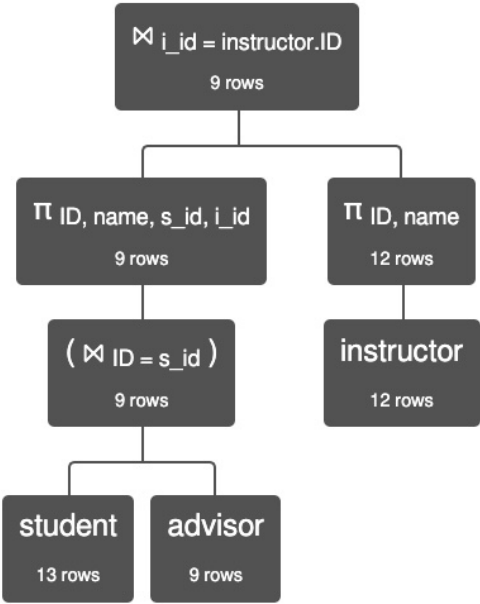 ⋈ i_id = instructor.ID
9 rows
π ID, name, s_id, i_id
9 rows
π ID, name
12 rows
( ⋈ ID = s_id )
9 rows
instructor
12 rows
student
13 rows
advisor
9 rows